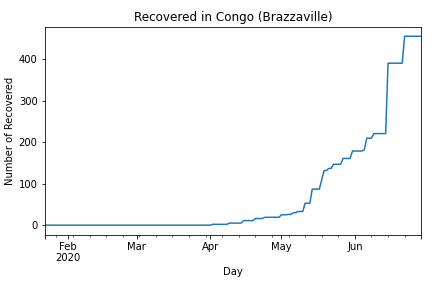 Recovered in Congo (Brazzaville)
Number of Recovered
400
300
200
100
0
Feb
2020
Mar
Apr
May
Jun
Day